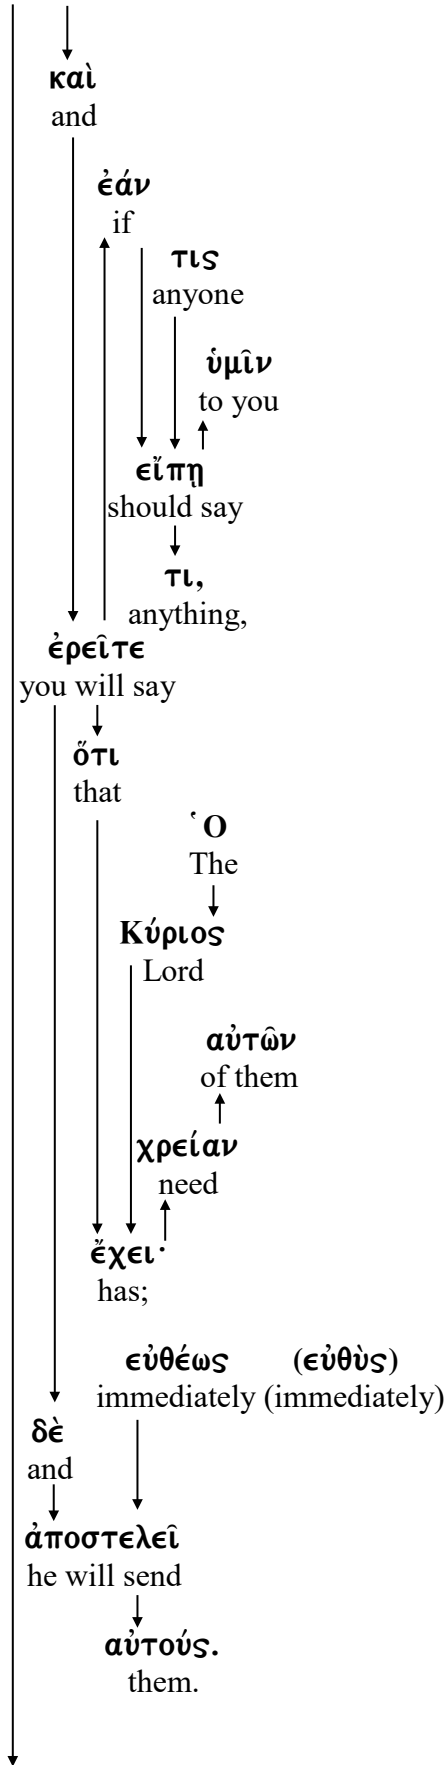 καὶ
and
ἐάν
if
τις
anyone
ὑμῖν
to you
εἴπῃ
should say
τι,
anything,
ἐρεῖτε
you will say
ὅτι
that
Ὁ
The
Κύριος
Lord
αὐτῶν
of them
χρείαν
need
ἔχει·
has;
εὐθέως (εὐθὺς)
immediately (immediately)
δὲ
and
ἀποστελεῖ
he will send
αὐτούς.
them.